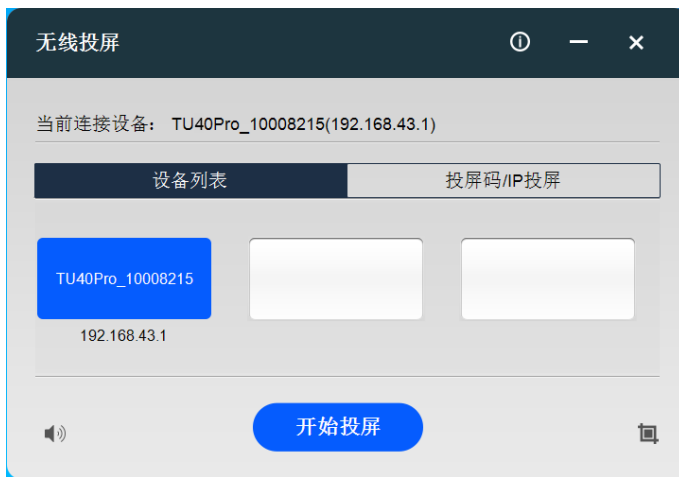 无线投屏
当前连接设备： TU40Pro_10008215(192.168.43.1)
设备列表 投屏码/IP投屏
TU40Pro_10008215
192.168.43.1
开始投屏